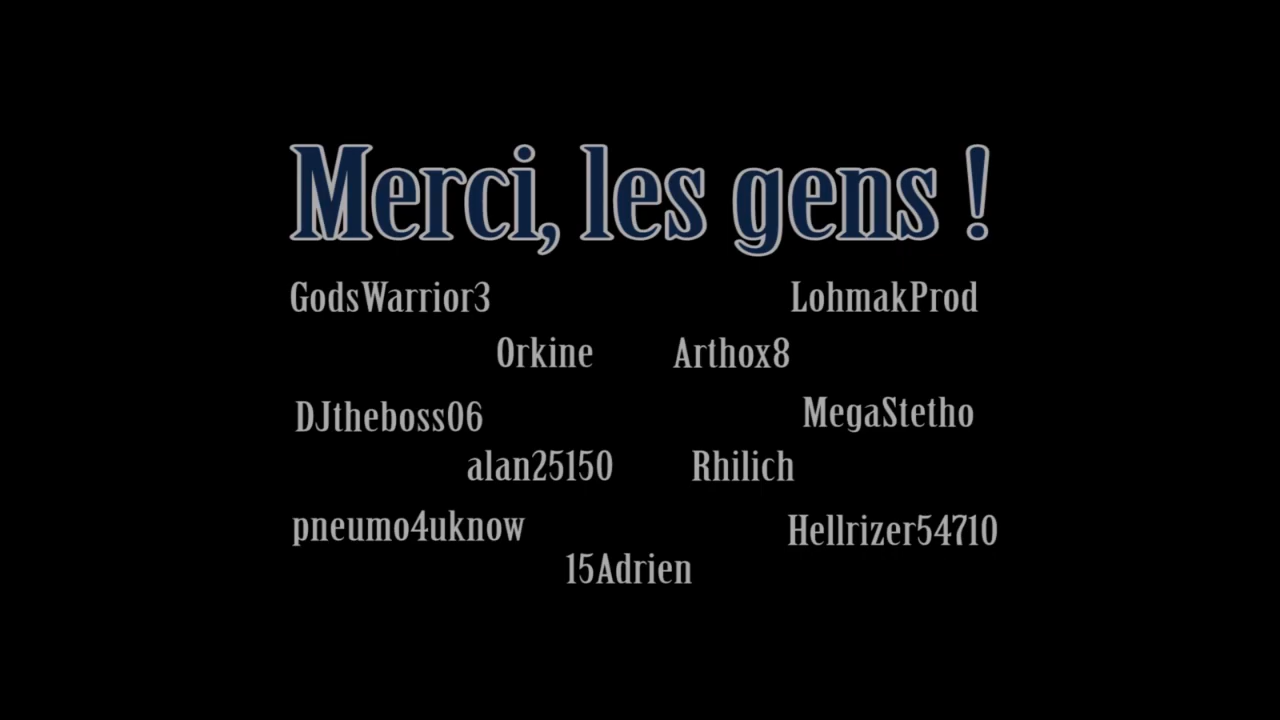 Merci, les gens !
GodsWarrior3 LohmakProd
Orkine Arthox8
DJtheboss06 MegaStetho
alan25150 Rhilich
pneumo4uknow Hellrizer54710
15Adrien